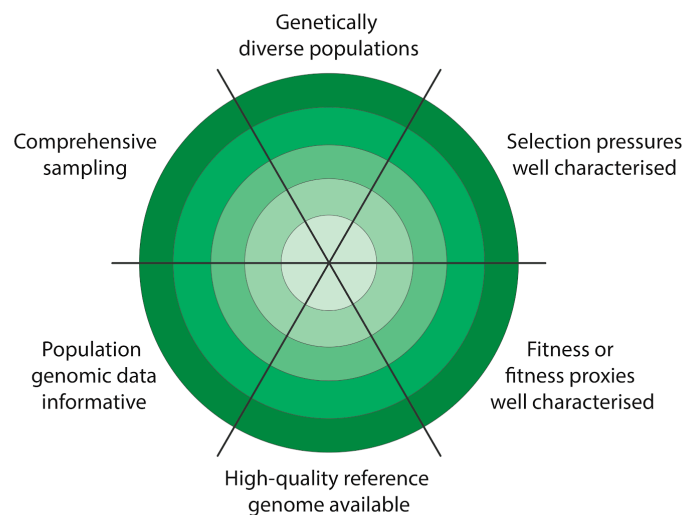 Genetically
diverse populations
Comprehensive
sampling
Selection pressures
well characterised
Population
genomic data
informative
Fitness or
fitness proxies
well characterised
High-quality reference
genome available